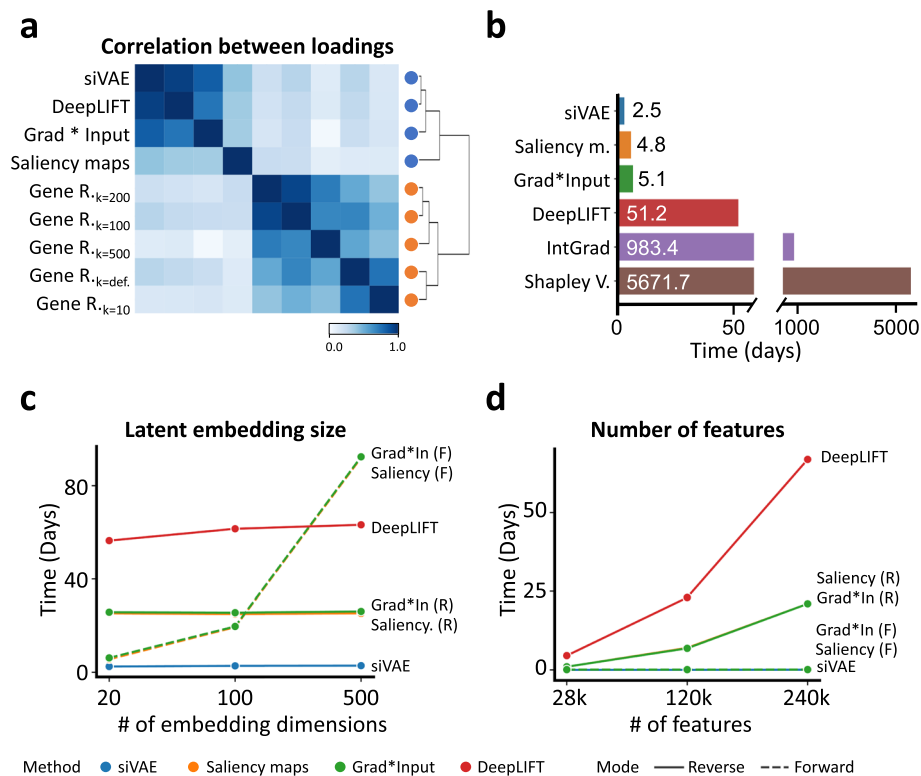 a
Correlation between loadings
siVAE
DeepLIFT
Grad * Input
Saliency maps
Gene R.k=200
Gene R.k=100
Gene R.k=500
Gene R.k=def.
Gene R.k=10
0.0 1.0
b
siVAE 2.5
Saliency m. 4.8
Grad*Input 5.1
DeepLIFT 51.2
IntGrad 983.4
Shapley V. 5671.7
0 50 1000 5000
Time (days)
c
Latent embedding size
Time (Days)
80
40
0
Grad*In (F)
Saliency (F)
DeepLIFT
Grad*In (R)
Saliency. (R)
siVAE
20 100 500
# of embedding dimensions
d
Number of features
Time (Days)
50
25
0
DeepLIFT
Saliency (R)
Grad*In (R)
Grad*In (F)
Saliency (F)
siVAE
28k 120k 240k
# of features
Method siVAE Saliency maps Grad*Input DeepLIFT Mode Reverse Forward